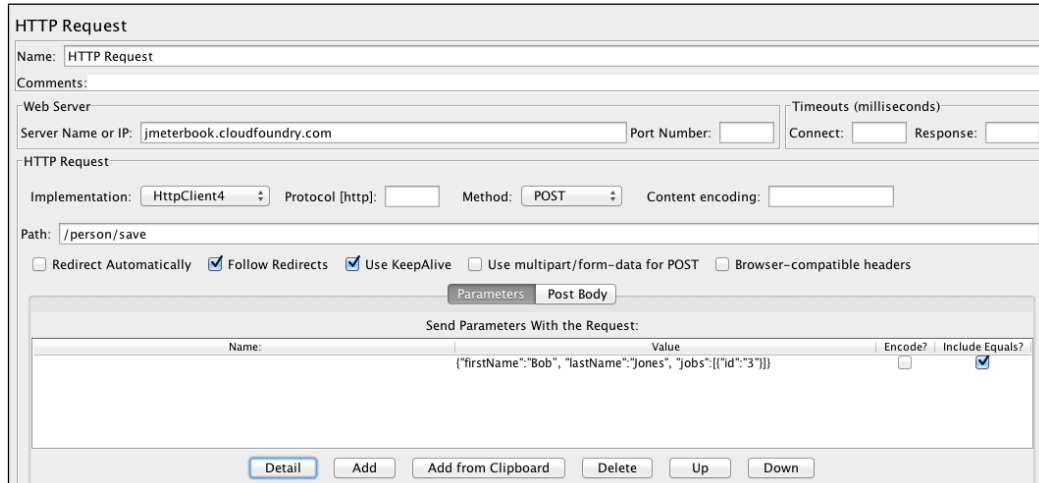 HTTP Request
Name: HTTP Request
Comments:
Web Server Timeouts (milliseconds)
Server Name or IP: jmeterbook.cloudfoundry.com Port Number: Connect: Response:
HTTP Request
Implementation: HttpClient4 Protocol [http]: Method: POST Content encoding:
Path: /person/save
Redirect Automatically Follow Redirects Use KeepAlive Use multipart/form-data for POST Browser-compatible headers
Parameters Post Body
Send Parameters With the Request:
Name: Value Encode? Include Equals?
{"firstName":"Bob", "lastName":"Jones", "jobs":[{"id":"3"}]}
Detail Add Add from Clipboard Delete Up Down